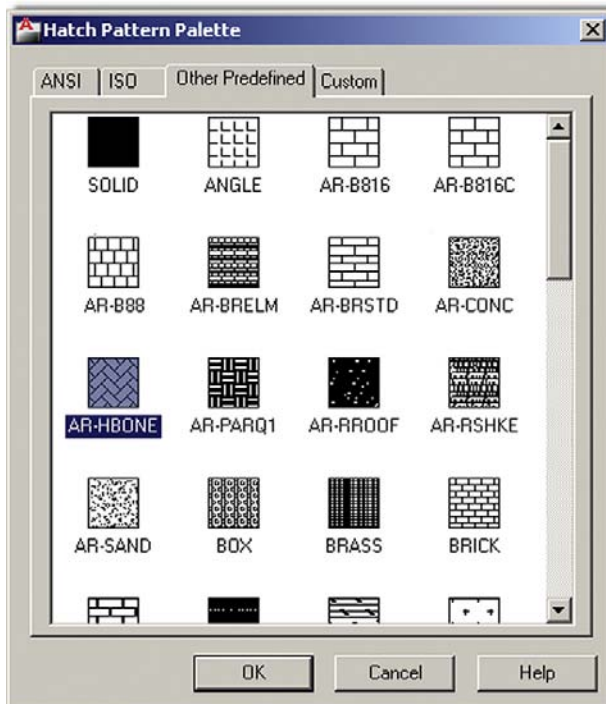 Hatch Pattern Palette
ANSI ISO Other Predefined Custom
SOLID ANGLE AR-B816 AR-B816C
AR-B88 AR-BRELM AR-BRSTD AR-CONC
AR-HBONE AR-PARQ1 AR-RROOF AR-RSHKE
AR-SAND BOX BRASS BRICK
OK Cancel Help